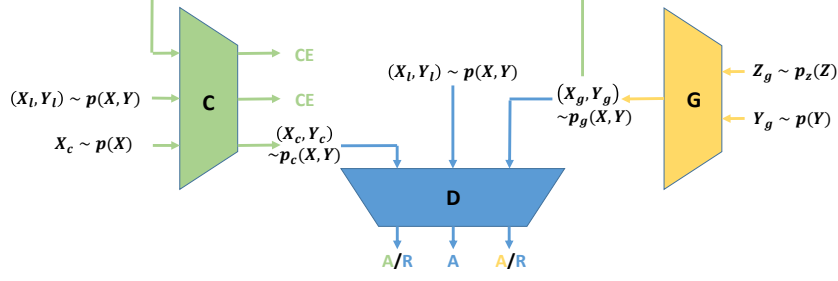 CE
(X_l, Y_l) ~ p(X, Y)
C
CE
X_c ~ p(X)
(X_c, Y_c)
~p_c(X, Y)
(X_l, Y_l) ~ p(X, Y)
(X_g, Y_g)
~p_g(X, Y)
G
Z_g ~ p_z(Z)
Y_g ~ p(Y)
D
A/R
A
A/R